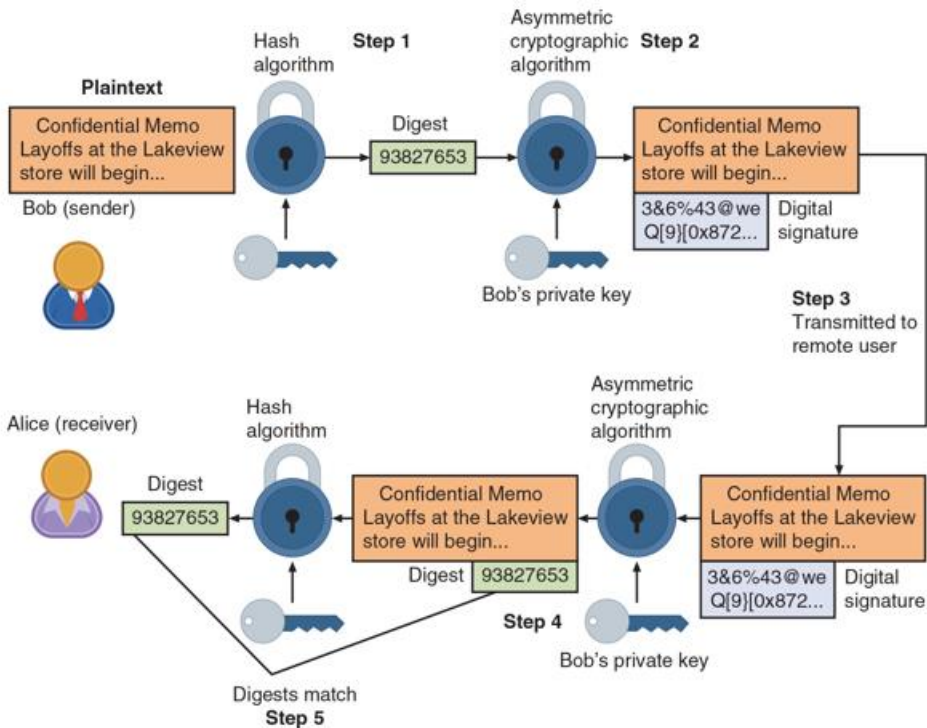 Hash
algorithm
Step 1
Asymmetric
cryptographic
algorithm
Step 2
Plaintext
Confidential Memo
Layoffs at the Lakeview
store will begin...
Digest
93827653
Confidential Memo
Layoffs at the Lakeview
store will begin...
Bob (sender)
3&6%43@we
Q[9}[0x872...
Digital
signature
Bob's private key
Step 3
Transmitted to
remote user
Alice (receiver)
Hash
algorithm
Asymmetric
cryptographic
algorithm
Digest
93827653
Confidential Memo
Layoffs at the Lakeview
store will begin...
Digest
93827653
Confidential Memo
Layoffs at the Lakeview
store will begin...
3&6%43@we
Q[9}[0x872...
Digital
signature
Step 4
Bob's private key
Digests match
Step 5